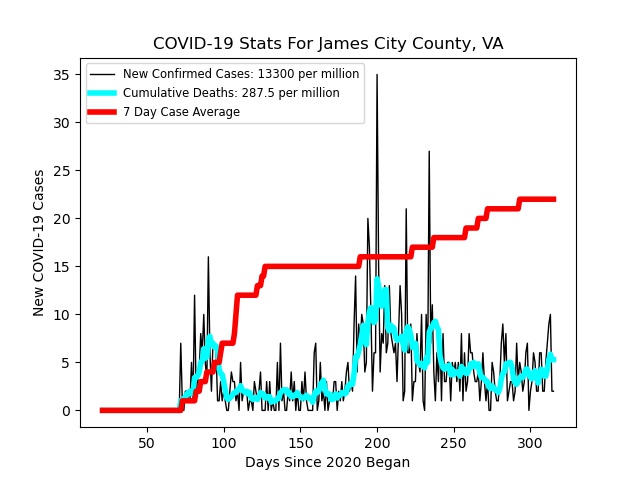 COVID-19 Stats For James City County, VA
New Confirmed Cases: 13300 per million
Cumulative Deaths: 287.5 per million
7 Day Case Average
New COVID-19 Cases
35
30
25
20
15
10
5
0
50
100
150
200
250
300
Days Since 2020 Began